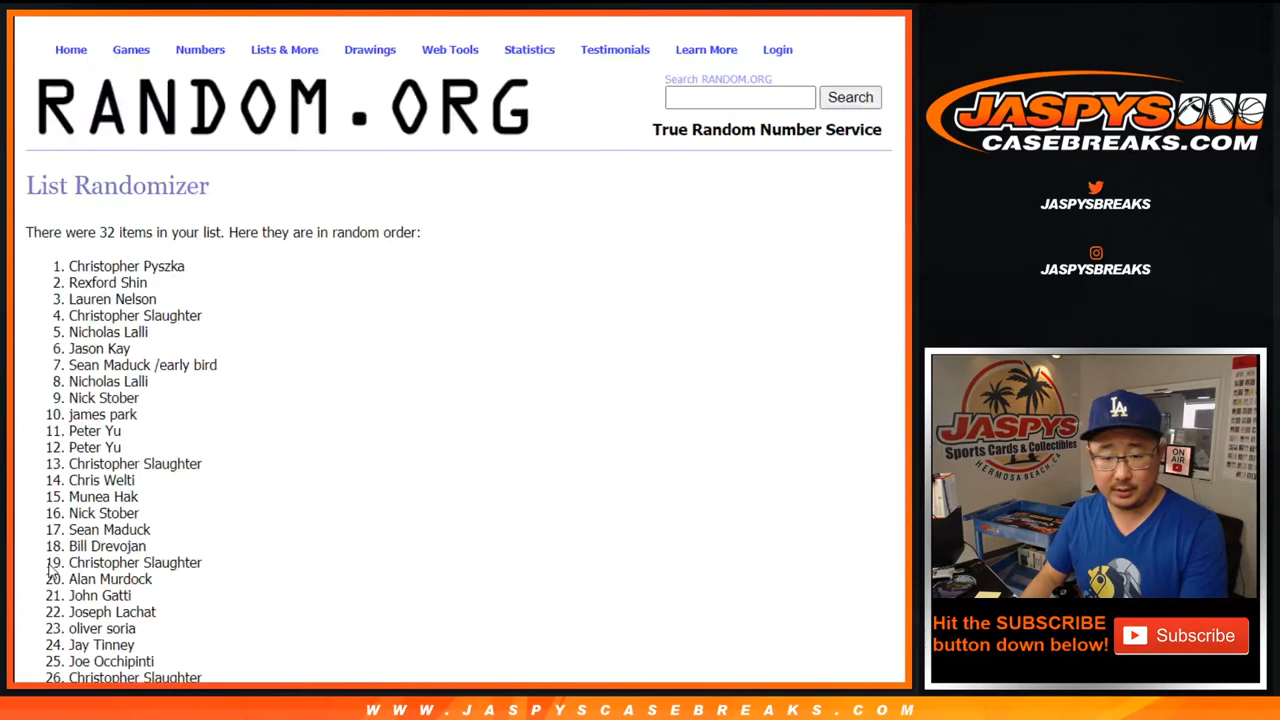 Home Games Numbers Lists & More Drawings Web Tools Statistics Testimonials Learn More Login
RANDOM.ORG
Search RANDOM.ORG
Search
True Random Number Service
List Randomizer
There were 32 items in your list. Here they are in random order:
1. Christopher Pyszka
2. Rexford Shin
3. Lauren Nelson
4. Christopher Slaughter
5. Nicholas Lalli
6. Jason Kay
7. Sean Maduck /early bird
8. Nicholas Lalli
9. Nick Stober
10. james park
11. Peter Yu
12. Peter Yu
13. Christopher Slaughter
14. Chris Welti
15. Munea Hak
16. Nick Stober
17. Sean Maduck
18. Bill Drevojan
19. Christopher Slaughter
20. Alan Murdock
21. John Gatti
22. Joseph Lachat
23. oliver soria
24. Jay Tinney
25. Joe Occhipinti
26. Christopher Slaughter
JASPYS
CASEBREAKS.COM
JASPYSBREAKS
JASPYSBREAKS
JASPYS
Sports Cards & Collectibles
HERMOSA BEACH, CA
LA
ON
AIR
Hit the SUBSCRIBE
button down below!
Subscribe
WWW.JASPYSCASEBREAKS.COM